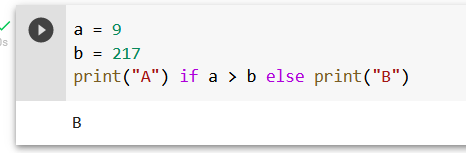 a = 9
b = 217
print("A") if a > b else print("B")
B